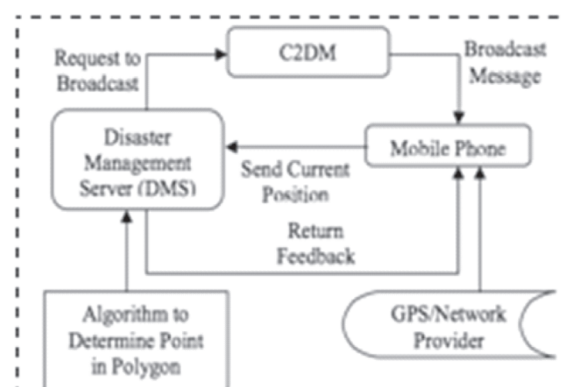 Request to
Broadcast
C2DM
Broadcast
Message
Disaster
Management
Server (DMS)
Mobile Phone
Send Current
Position
Return
Feedback
Algorithm to
Determine Point
in Polygon
GPS/Network
Provider